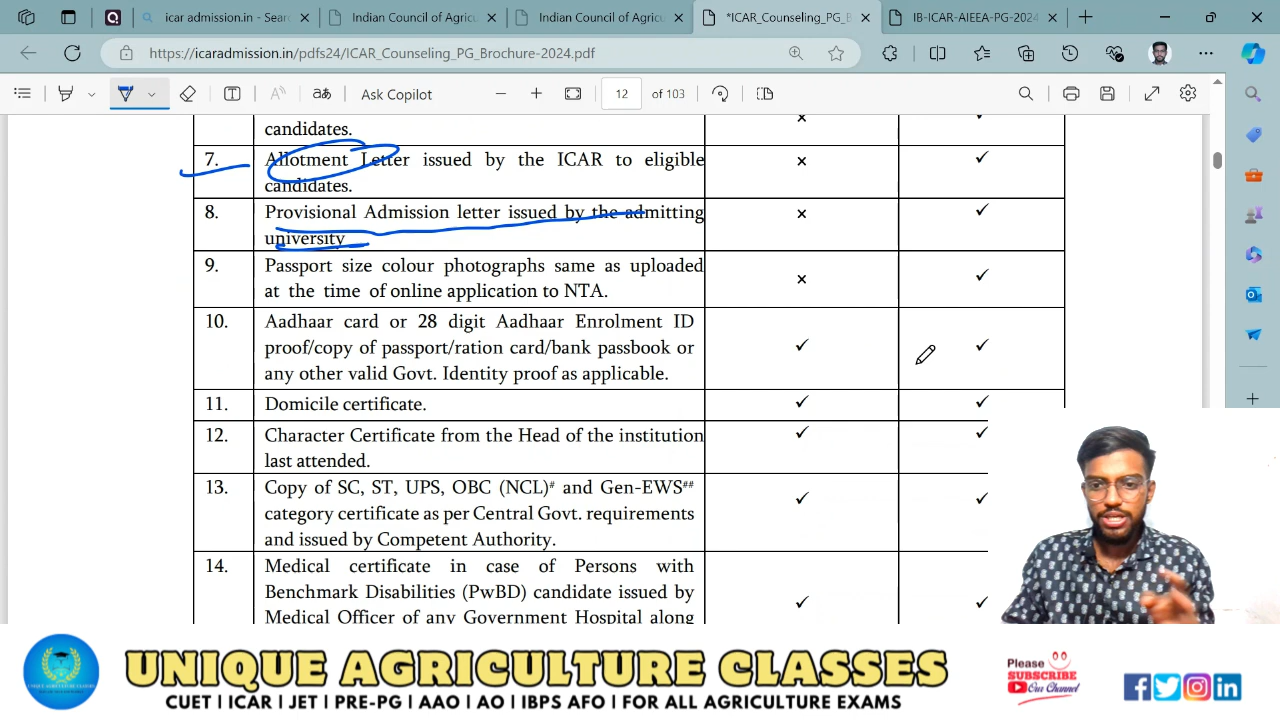 icar admission.in - Sear
Indian Council of Agricu
Indian Council of Agricu
*ICAR_Counseling_PG_B
IB-ICAR-AIEEA-PG-2024
https://icaradmission.in/pdfs24/ICAR_Counseling_PG_Brochure-2024.pdf
Ask Copilot
12 of 103
candidates. ×
7. Allotment Letter issued by the ICAR to eligible × ✓
candidates.
8. Provisional Admission letter issued by the admitting × ✓
university
9. Passport size colour photographs same as uploaded × ✓
at the time of online application to NTA.
10. Aadhaar card or 28 digit Aadhaar Enrolment ID
proof/copy of passport/ration card/bank passbook or ✓ ✓
any other valid Govt. Identity proof as applicable.
11. Domicile certificate. ✓ ✓
12. Character Certificate from the Head of the institution ✓ ✓
last attended.
13. Copy of SC, ST, UPS, OBC (NCL)# and Gen-EWS## ✓ ✓
category certificate as per Central Govt. requirements
and issued by Competent Authority.
14. Medical certificate in case of Persons with
Benchmark Disabilities (PwBD) candidate issued by ✓ ✓
Medical Officer of any Government Hospital along
UNIQUE AGRICULTURE CLASSES
CUET | ICAR | JET | PRE-PG | AAO | AO | IBPS AFO | FOR ALL AGRICULTURE EXAMS
Please
SUBSCRIBE
Our Channel